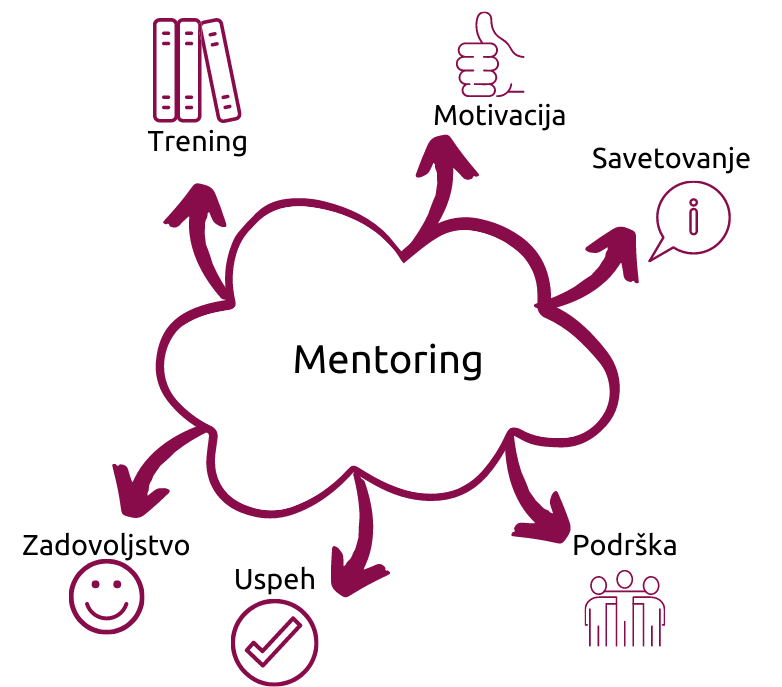 Motivacija
Trening
Savetovanje
Mentoring
Zadovoljstvo
Podrška
Uspeh